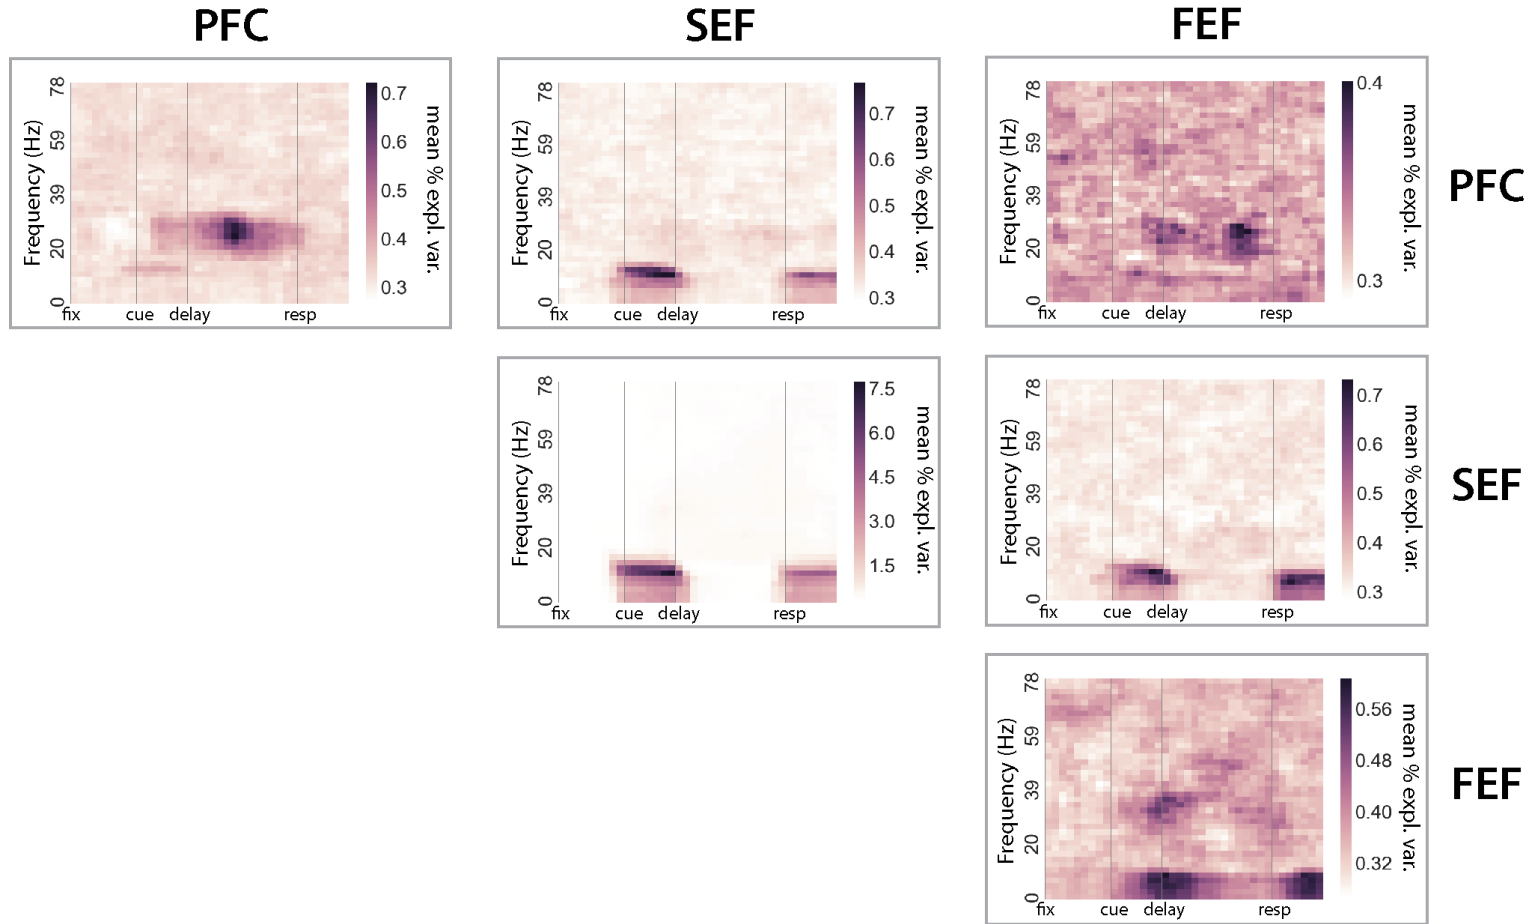 PFC
SEF
FEF
Frequency (Hz)
78
59
39
20
0
fix
cue
delay
resp
0.7
0.6
0.5
0.4
0.3
mean % expl. var.
Frequency (Hz)
78
59
39
20
0
fix
cue
delay
resp
0.7
0.6
0.5
0.4
0.3
mean % expl. var.
Frequency (Hz)
78
59
39
20
0
fix
cue
delay
resp
0.4
0.3
mean % expl. var.
PFC
Frequency (Hz)
78
59
39
20
0
fix
cue
delay
resp
7.5
6.0
4.5
3.0
1.5
mean % expl. var.
Frequency (Hz)
78
59
39
20
0
fix
cue
delay
resp
0.7
0.6
0.5
0.4
0.3
mean % expl. var.
SEF
Frequency (Hz)
78
59
39
20
0
fix
cue
delay
resp
0.56
0.48
0.40
0.32
mean % expl. var.
FEF